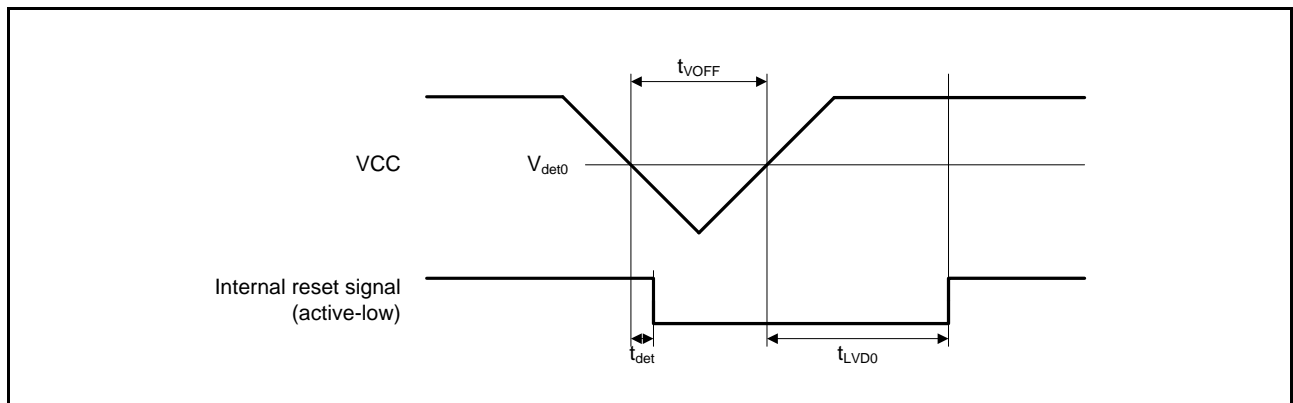 tVOFF
VCC
Vdet0
Internal reset signal
(active-low)
tdet
tLVD0